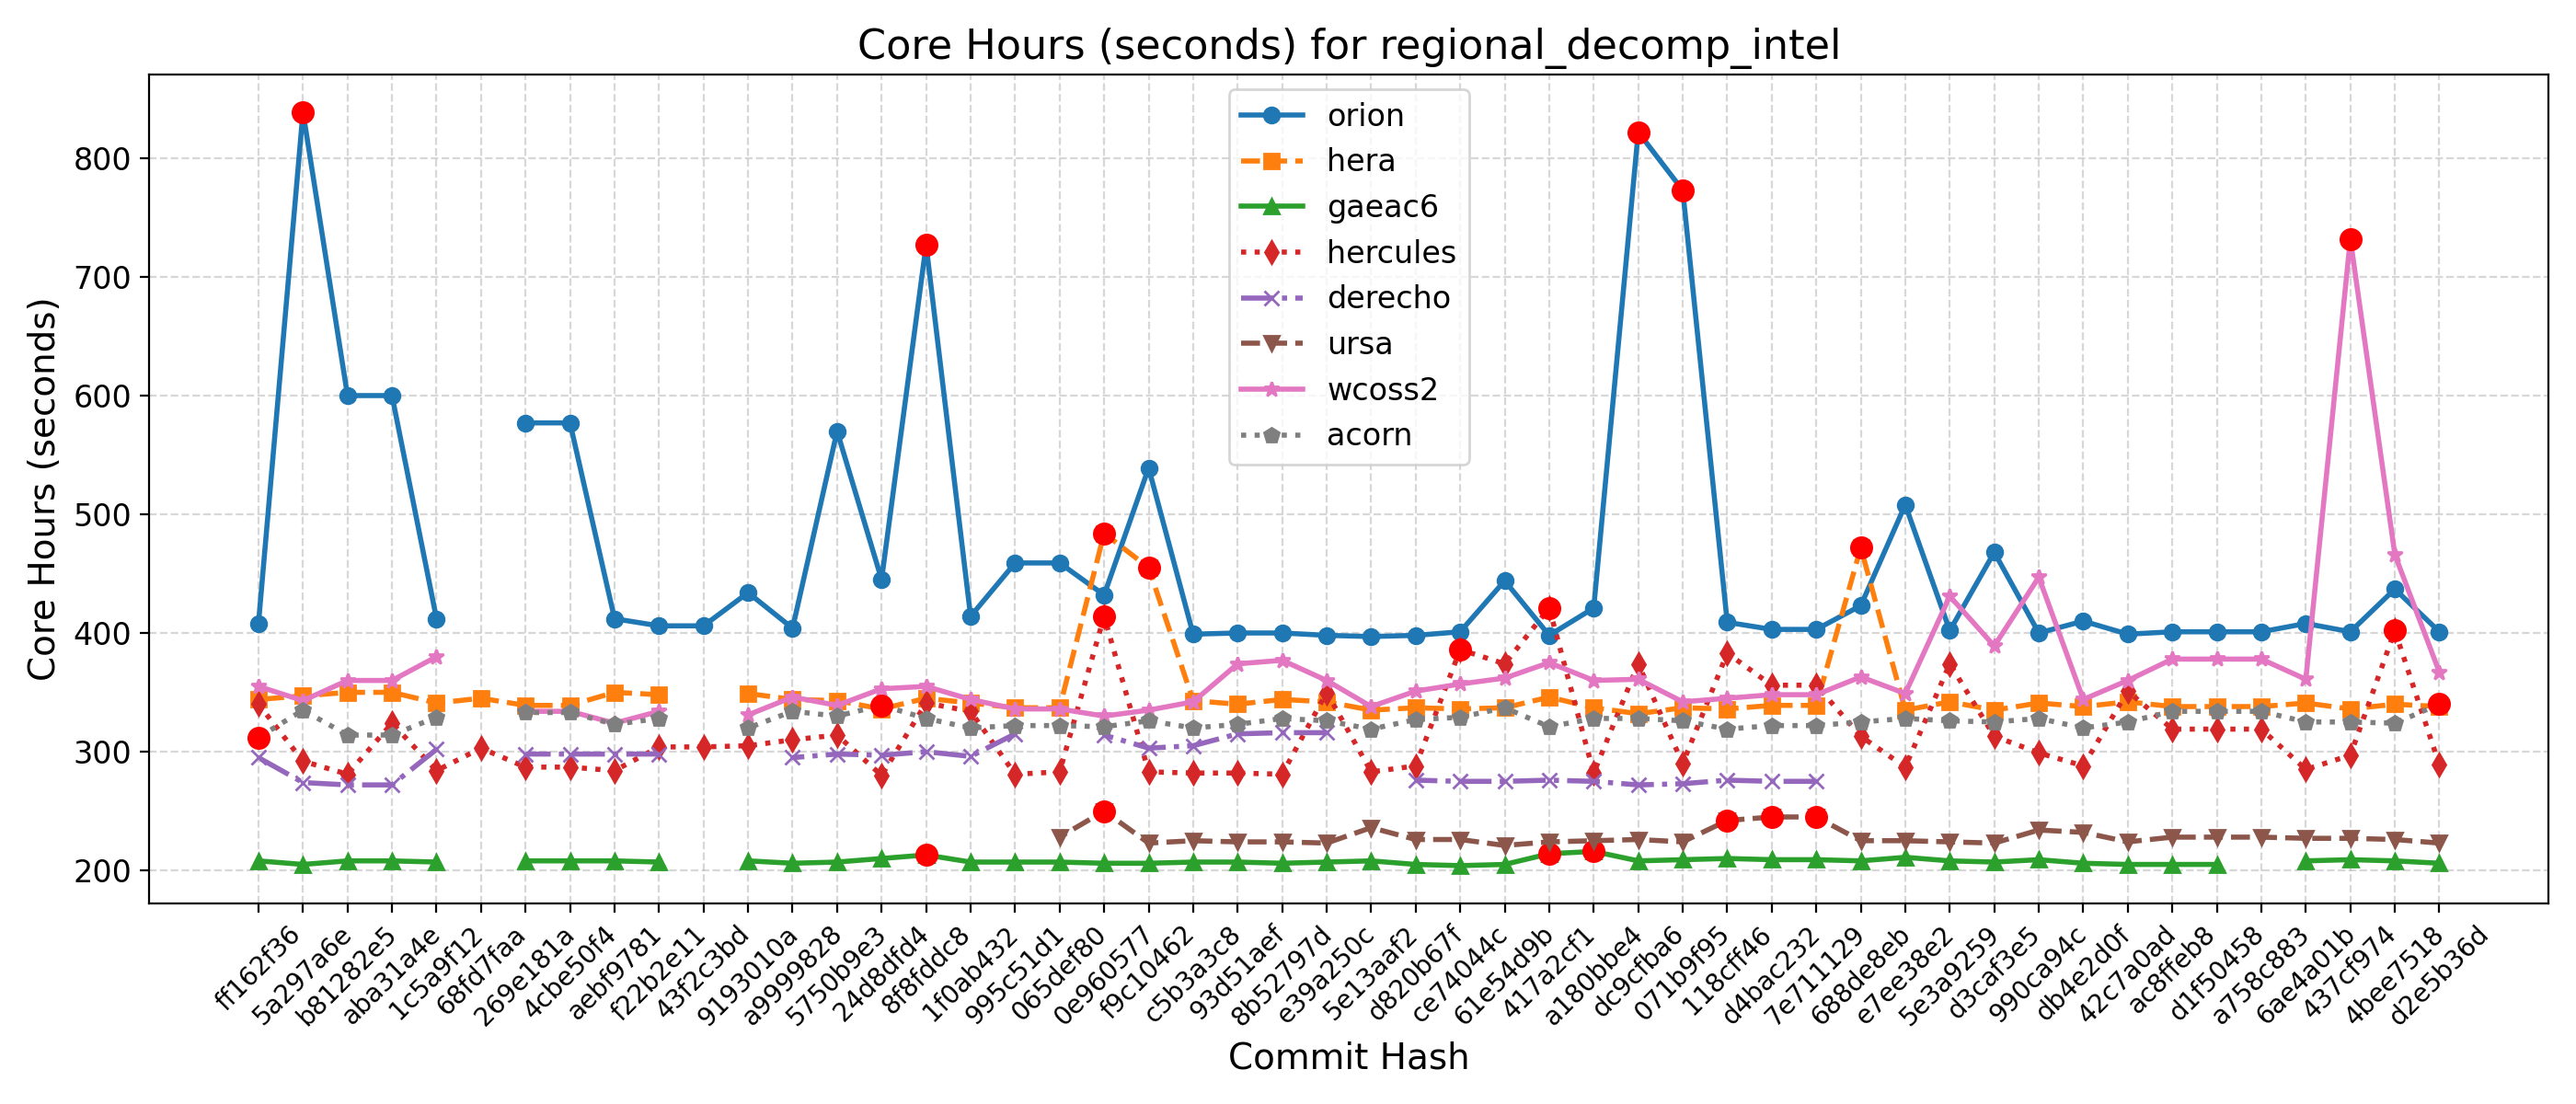 Core Hours (seconds) for regional_decomp_intel
Core Hours (seconds)
800
700
600
500
400
300
200
orion
hera
gaeac6
hercules
derecho
ursa
wcoss2
acorn
ff162f36
5a297a6e
b81282e5
aba31a4e
1c5a9f12
68fd7faa
269e181a
4cbe50f4
aebf9781
f22b2e11
43f2c3bd
9193010a
a9999828
5750b9e3
24d8dfd4
8f8fddc8
1f0ab432
995c51d1
065def80
0e960577
f9c10462
c5b3a3c8
93d51aef
8b52797d
e39a250c
5e13aaf2
d820b67f
ce74044c
61e54d9b
417a2cf1
a180bbe4
dc9cfba6
071b9f95
118cff46
d4bac232
7e711129
688de8eb
e7ee38e2
5e3a9259
d3caf3e5
990ca94c
db4e2d0f
42c7a0ad
ac8ffeb8
d1f50458
a758c883
6ae4a01b
437cf974
4bee7518
d2e5b36d
Commit Hash